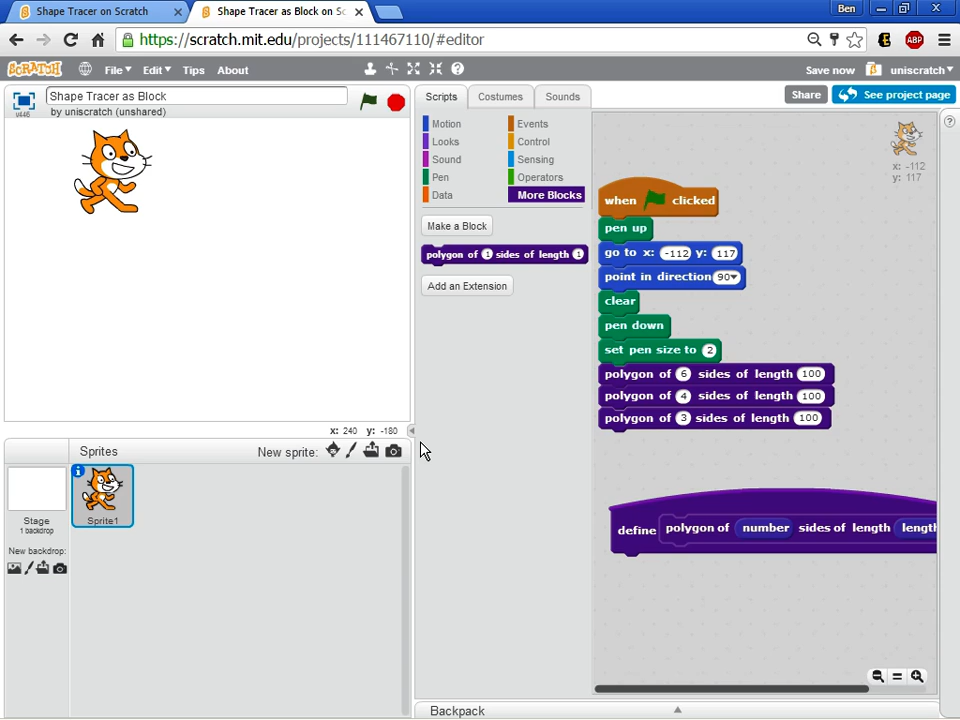 Shape Tracer on Scratch
Shape Tracer as Block on Sc
Ben
https://scratch.mit.edu/projects/111467110/#editor
ABP
SCRATCH
File
Edit
Tips
About
Save now
uniscratch
v446
Shape Tracer as Block
by uniscratch (unshared)
Scripts
Costumes
Sounds
Share
See project page
Motion
Looks
Sound
Pen
Data
Events
Control
Sensing
Operators
More Blocks
Make a Block
polygon of 1 sides of length 1
Add an Extension
x: -112
y: 117
when clicked
pen up
go to x: -112 y: 117
point in direction 90
clear
pen down
set pen size to 2
polygon of 6 sides of length 100
polygon of 4 sides of length 100
polygon of 3 sides of length 100
define polygon of number sides of length length
x: 240 y: -180
Sprites
New sprite:
Stage
1 backdrop
New backdrop:
Sprite1
Backpack